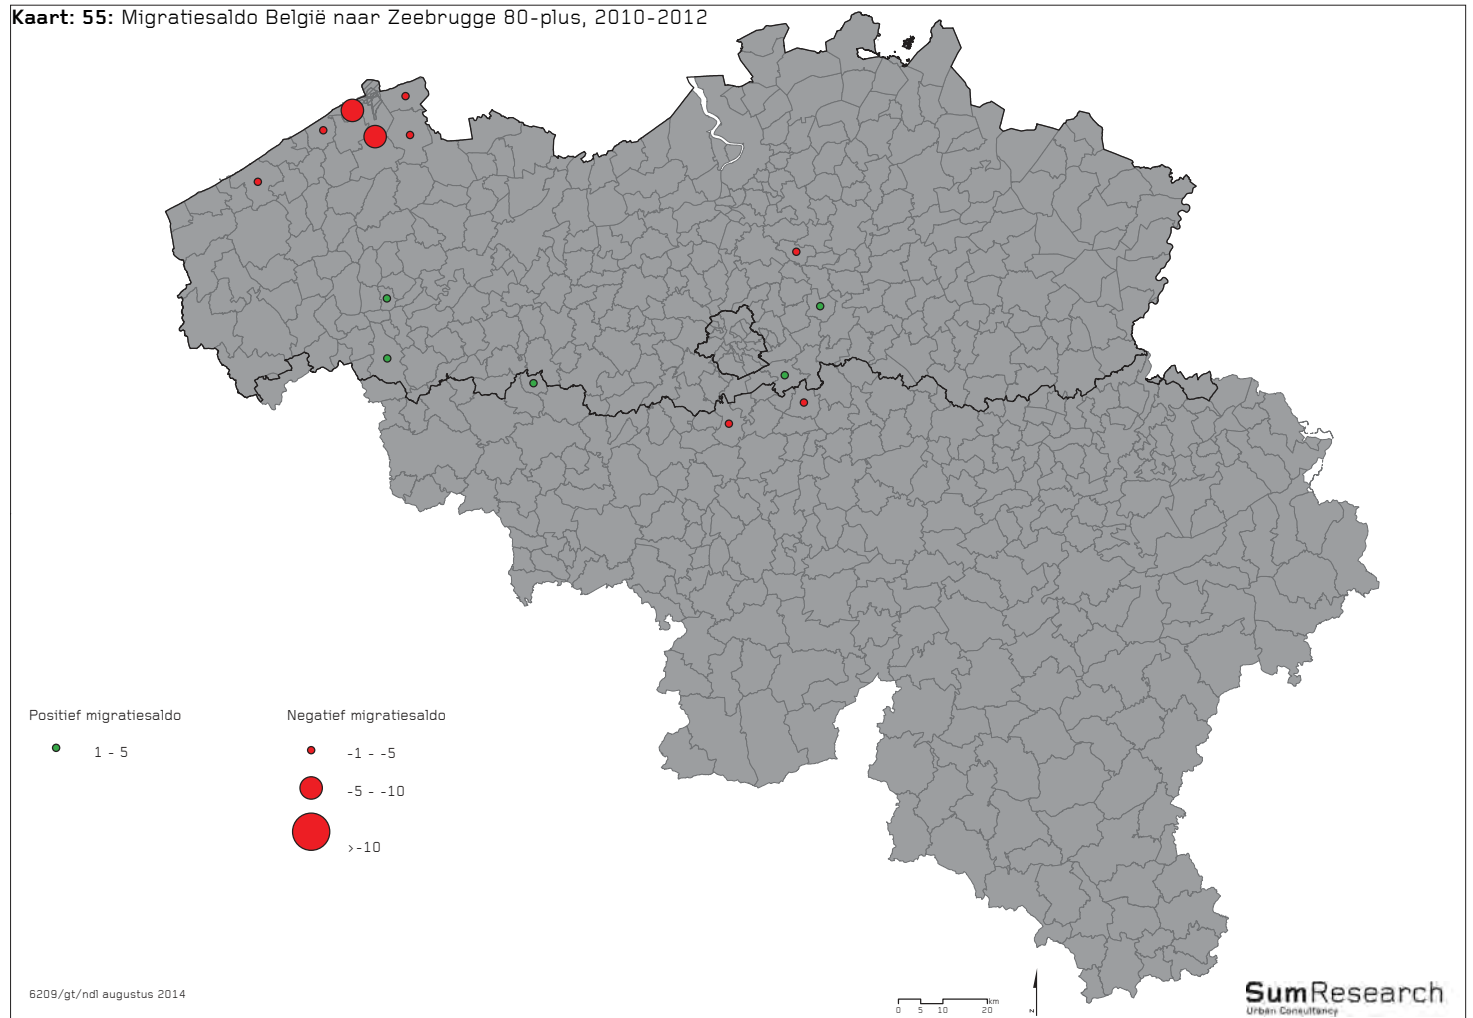 Kaart: 55: Migratiesaldo België naar Zeebrugge 80-plus, 2010-2012
Positief migratiesaldo
1 - 5
Negatief migratiesaldo
-1 - -5
-5 - -10
>-10
6209/gt/ndl augustus 2014
km
0 5 10 20
N
SumResearch
Urban Consultancy